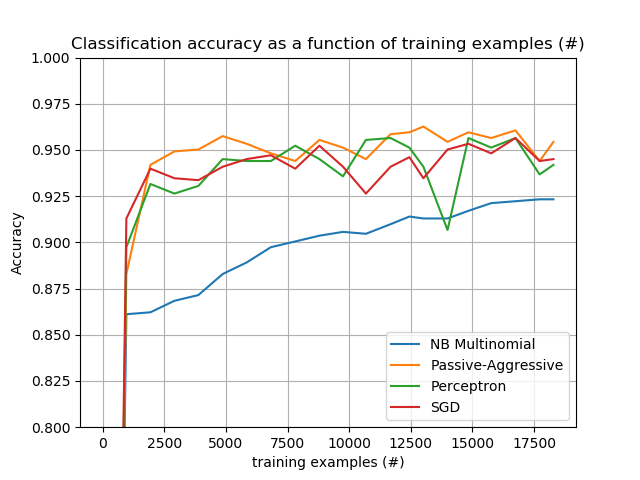 Classification accuracy as a function of training examples (#)
1.000
0.975
0.950
0.925
0.900
0.875
0.850
0.825
0.800
Accuracy
NB Multinomial
Passive-Aggressive
Perceptron
SGD
0 2500 5000 7500 10000 12500 15000 17500
training examples (#)